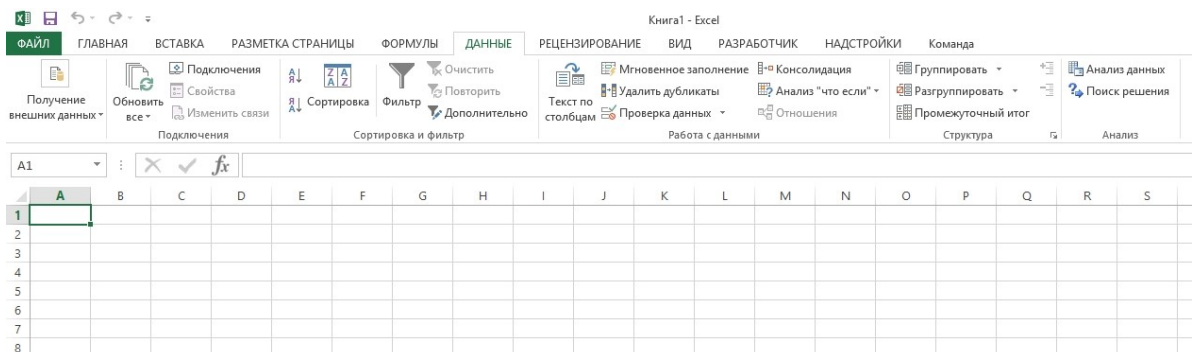 Книга1 - Excel
ФАЙЛ ГЛАВНАЯ ВСТАВКА РАЗМЕТКА СТРАНИЦЫ ФОРМУЛЫ ДАННЫЕ РЕЦЕНЗИРОВАНИЕ ВИД РАЗРАБОТЧИК НАДСТРОЙКИ Команда
Получение
внешних данных
Обновить
все
Подключения
Свойства
Изменить связи
Подключения
Сортировка
Фильтр
Очистить
Повторить
Дополнительно
Сортировка и фильтр
Текст по
столбцам
Мгновенное заполнение
Удалить дубликаты
Проверка данных
Консолидация
Анализ "что если"
Отношения
Работа с данными
Группировать
Разгруппировать
Промежуточный итог
Структура
Анализ данных
Поиск решения
Анализ
A1 fx
A B C D E F G H I J K L M N O P Q R S
1
2
3
4
5
6
7
8